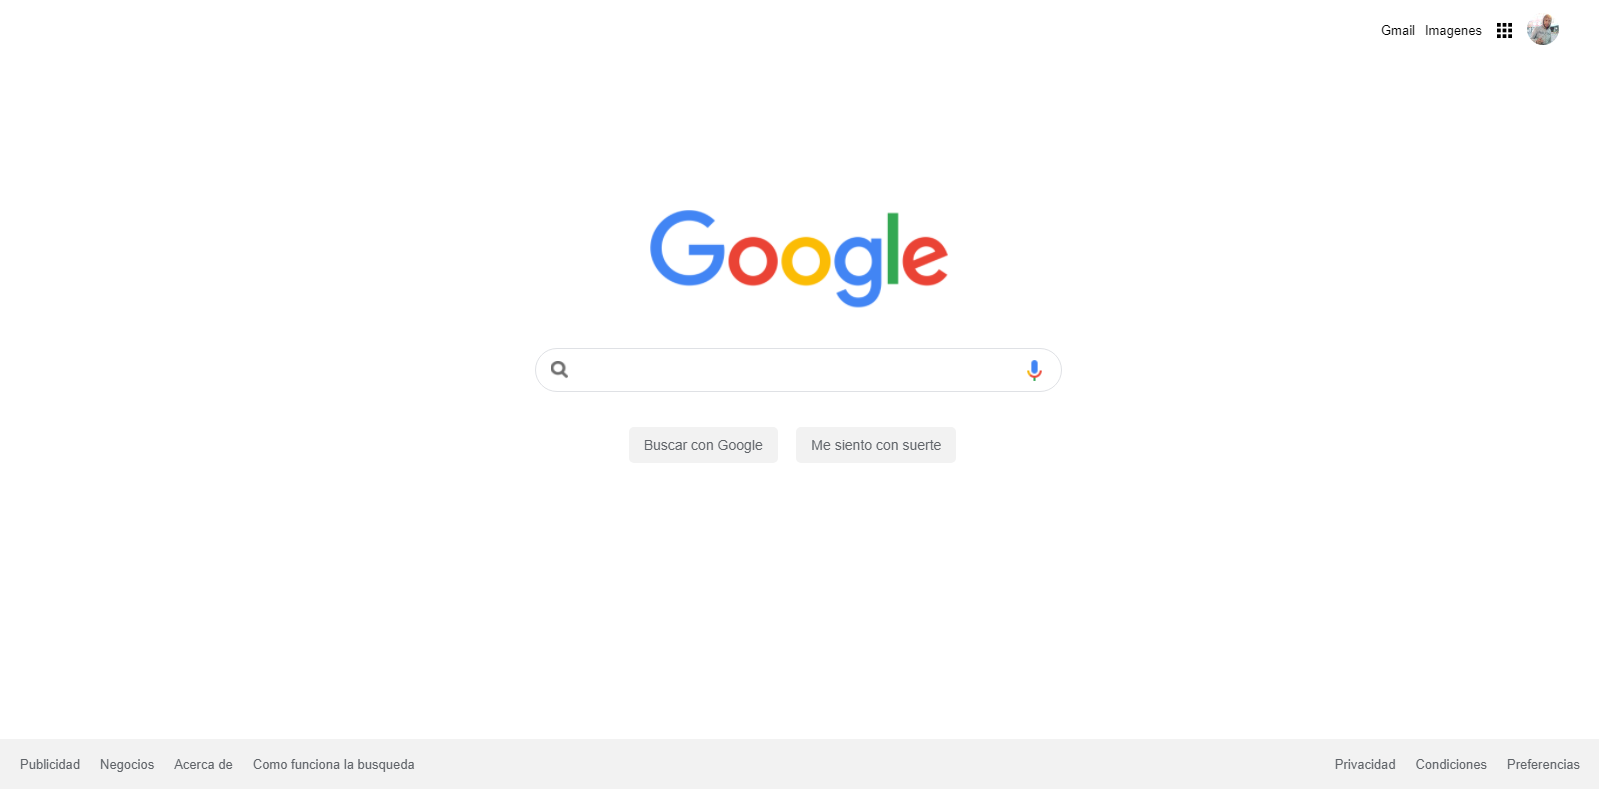 Gmail Imagenes
Google
Buscar con Google Me siento con suerte
Publicidad Negocios Acerca de Como funciona la busqueda Privacidad Condiciones Preferencias